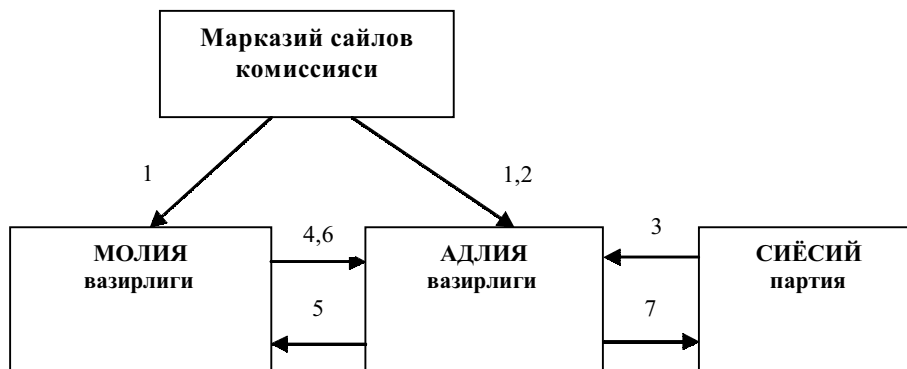 Марказий сайлов
комиссияси
1
1,2
МОЛИЯ
вазирлиги
4,6
5
АДЛИЯ
вазирлиги
3
7
СИЁСИЙ
партия